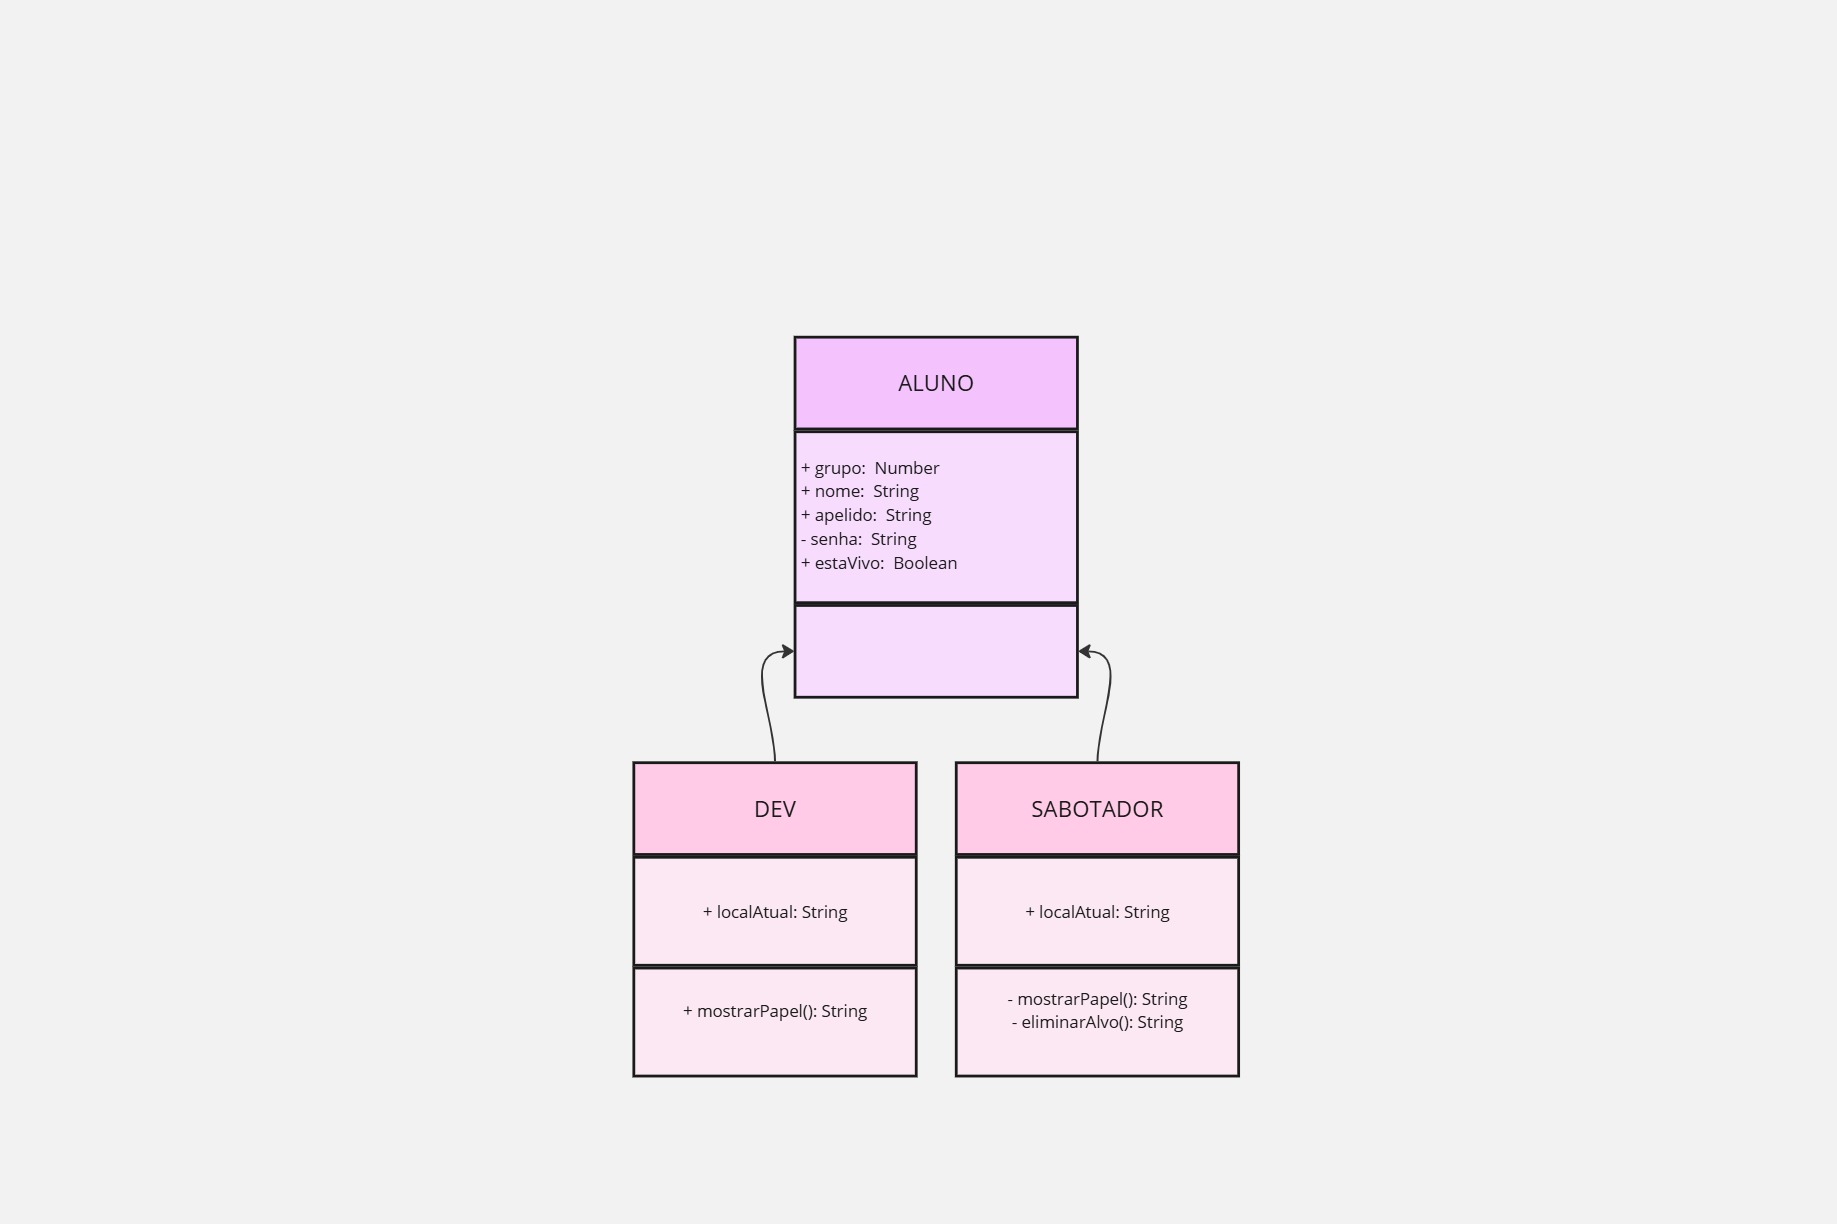 ALUNO
+ grupo:  Number
+ nome:  String
+ apelido:  String
- senha:  String
+ estaVivo:  Boolean
DEV
+ localAtual: String
+ mostrarPapel(): String
SABOTADOR
+ localAtual: String
- mostrarPapel(): String
- eliminarAlvo(): String